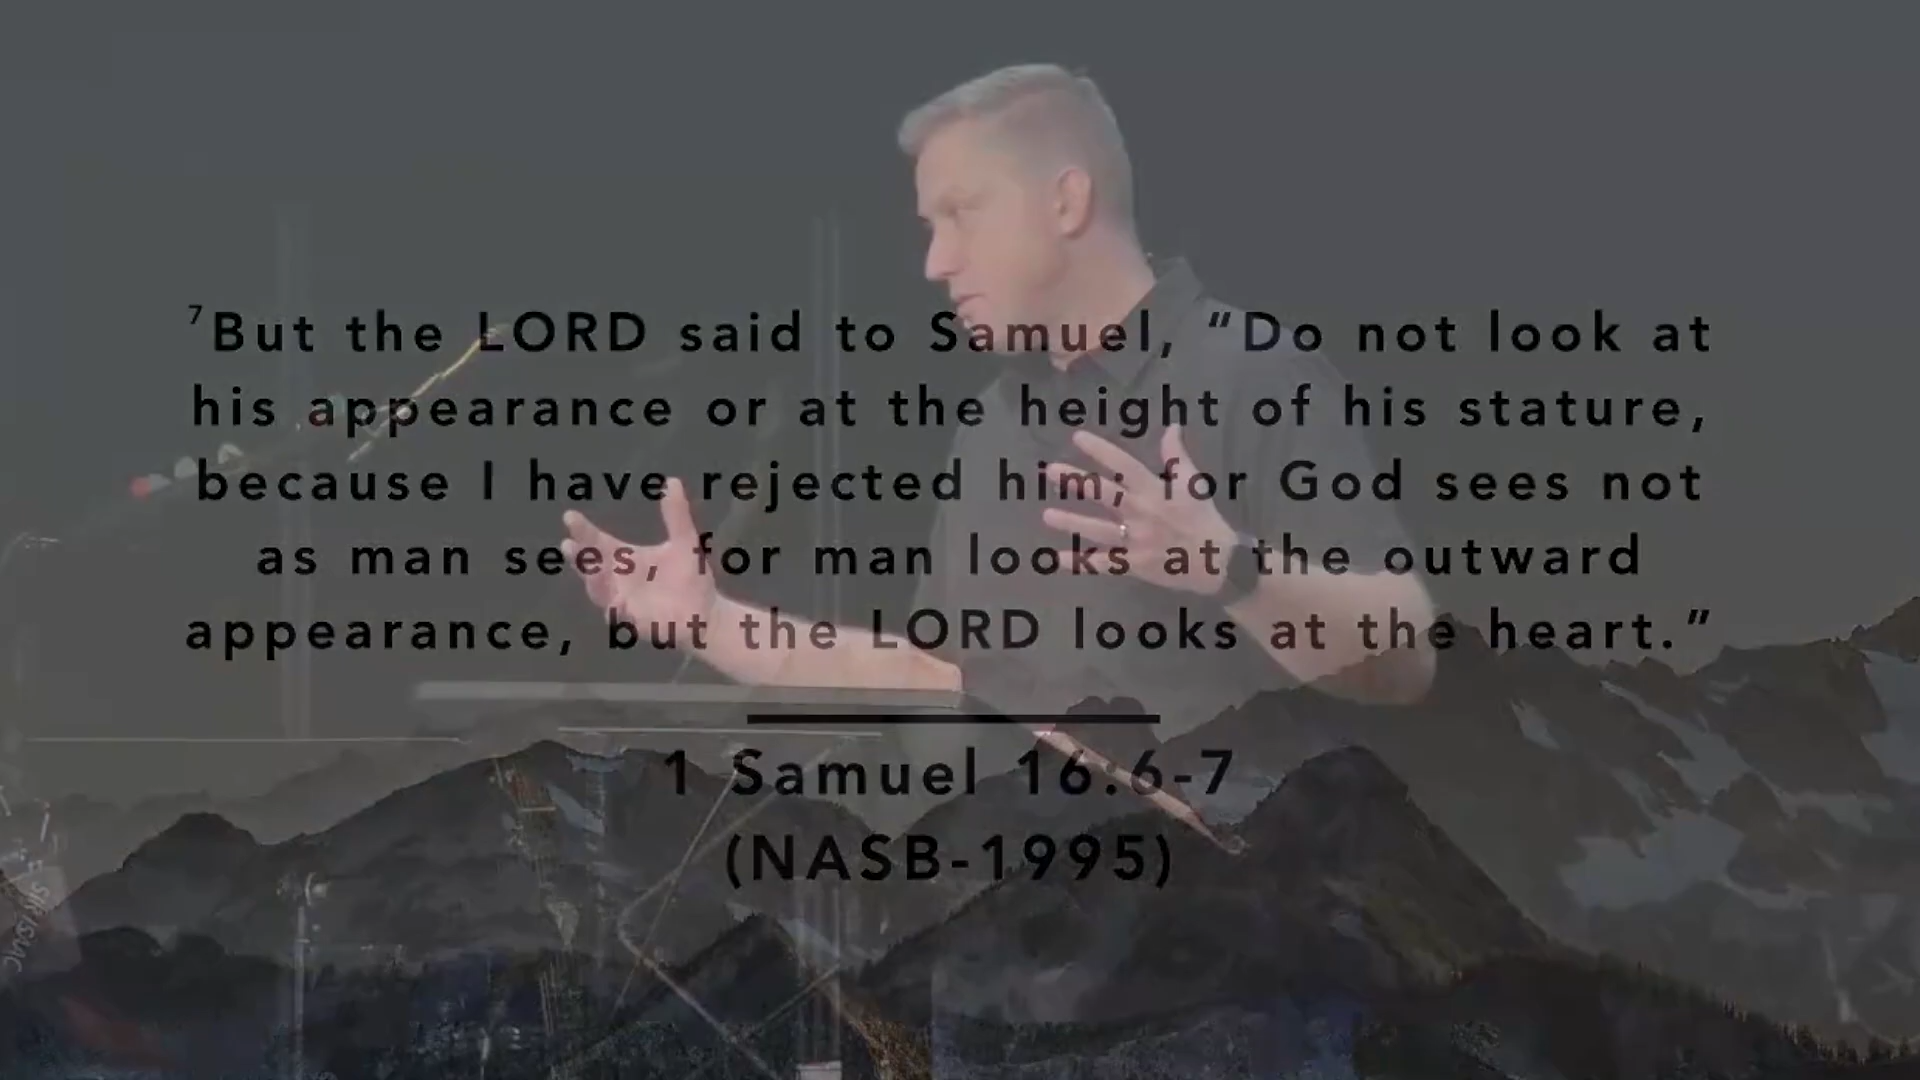 ⁷But the LORD said to Samuel, “Do not look at
his appearance or at the height of his stature,
because I have rejected him; for God sees not
as man sees, for man looks at the outward
appearance, but the LORD looks at the heart.”
1 Samuel 16:6-7
(NASB-1995)
SIR ISAAC